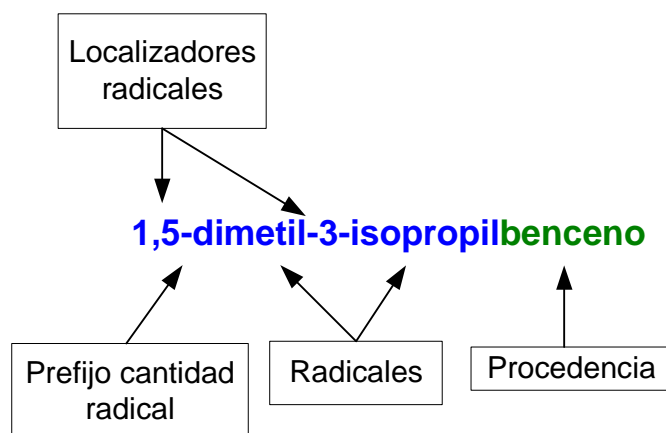 Localizadores
radicales
1,5-dimetil-3-isopropilbenceno
Prefijo cantidad
radical
Radicales
Procedencia